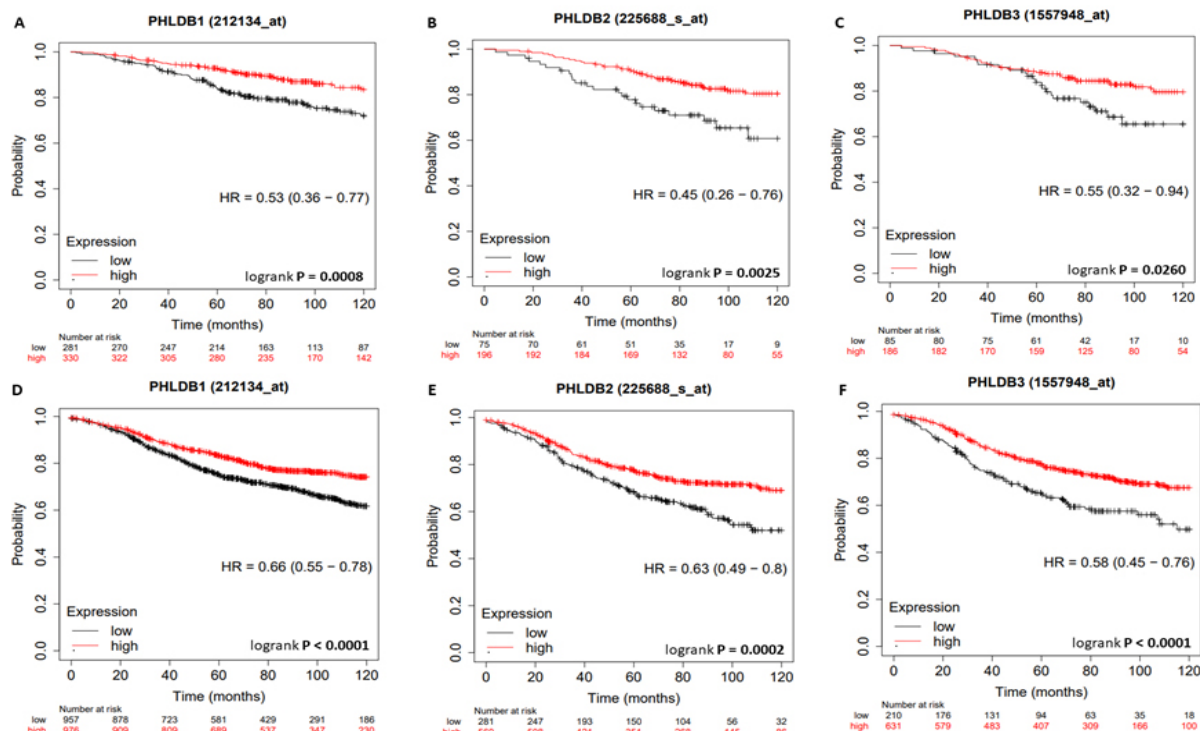 A
PHLDB1 (212134_at)
Probability
1.0
0.8
0.6
0.4
0.2
0.0
HR = 0.53 (0.36 – 0.77)
Expression
low
high
logrank P = 0.0008
0 20 40 60 80 100 120
Time (months)
Number at risk
low 281 270 247 214 163 113 87
high 330 322 305 280 235 170 142
B
PHLDB2 (225688_s_at)
Probability
1.0
0.8
0.6
0.4
0.2
0.0
HR = 0.45 (0.26 – 0.76)
Expression
low
high
logrank P = 0.0025
0 20 40 60 80 100 120
Time (months)
Number at risk
low 75 70 61 51 35 17 9
high 196 192 184 169 132 80 55
C
PHLDB3 (1557948_at)
Probability
1.0
0.8
0.6
0.4
0.2
0.0
HR = 0.55 (0.32 – 0.94)
Expression
low
high
logrank P = 0.0260
0 20 40 60 80 100 120
Time (months)
Number at risk
low 85 80 75 61 42 17 10
high 186 182 170 159 125 80 54
D
PHLDB1 (212134_at)
Probability
1.0
0.8
0.6
0.4
0.2
0.0
HR = 0.66 (0.55 – 0.78)
Expression
low
high
logrank P < 0.0001
0 20 40 60 80 100 120
Time (months)
Number at risk
low 957 878 723 581 429 291 186
high 976 909 809 689 537 347 230
E
PHLDB2 (225688_s_at)
Probability
1.0
0.8
0.6
0.4
0.2
0.0
HR = 0.63 (0.49 – 0.8)
Expression
low
high
logrank P = 0.0002
0 20 40 60 80 100 120
Time (months)
Number at risk
low 281 247 193 150 104 56 32
high
F
PHLDB3 (1557948_at)
Probability
1.0
0.8
0.6
0.4
0.2
0.0
HR = 0.58 (0.45 – 0.76)
Expression
low
high
logrank P < 0.0001
0 20 40 60 80 100 120
Time (months)
Number at risk
low 210 176 131 94 63 35 18
high 631 579 483 407 309 166 100